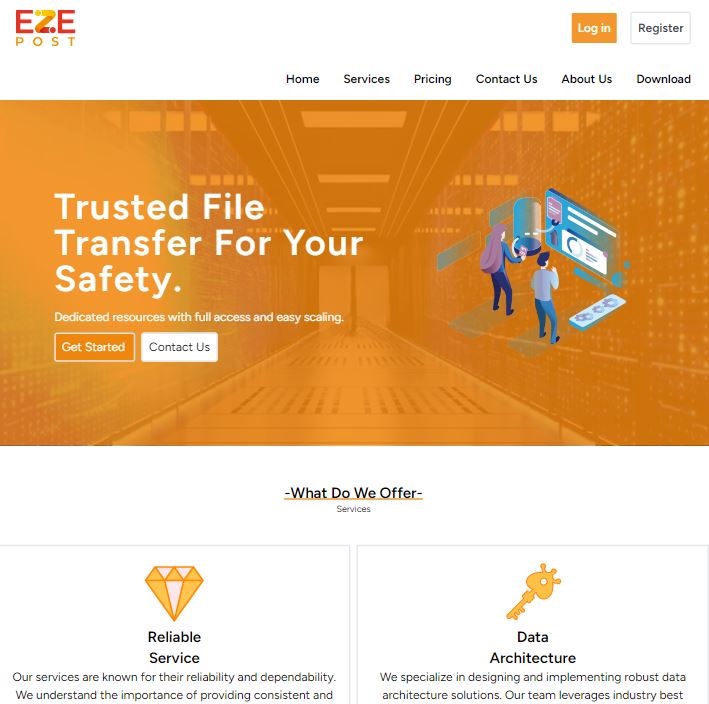 EZE
POST
Log in
Register
Home
Services
Pricing
Contact Us
About Us
Download
Trusted File
Transfer For Your
Safety.
Dedicated resources with full access and easy scaling.
Get Started
Contact Us
-What Do We Offer-
Services
Reliable
Service
Our services are known for their reliability and dependability.
We understand the importance of providing consistent and
Data
Architecture
We specialize in designing and implementing robust data
architecture solutions. Our team leverages industry best